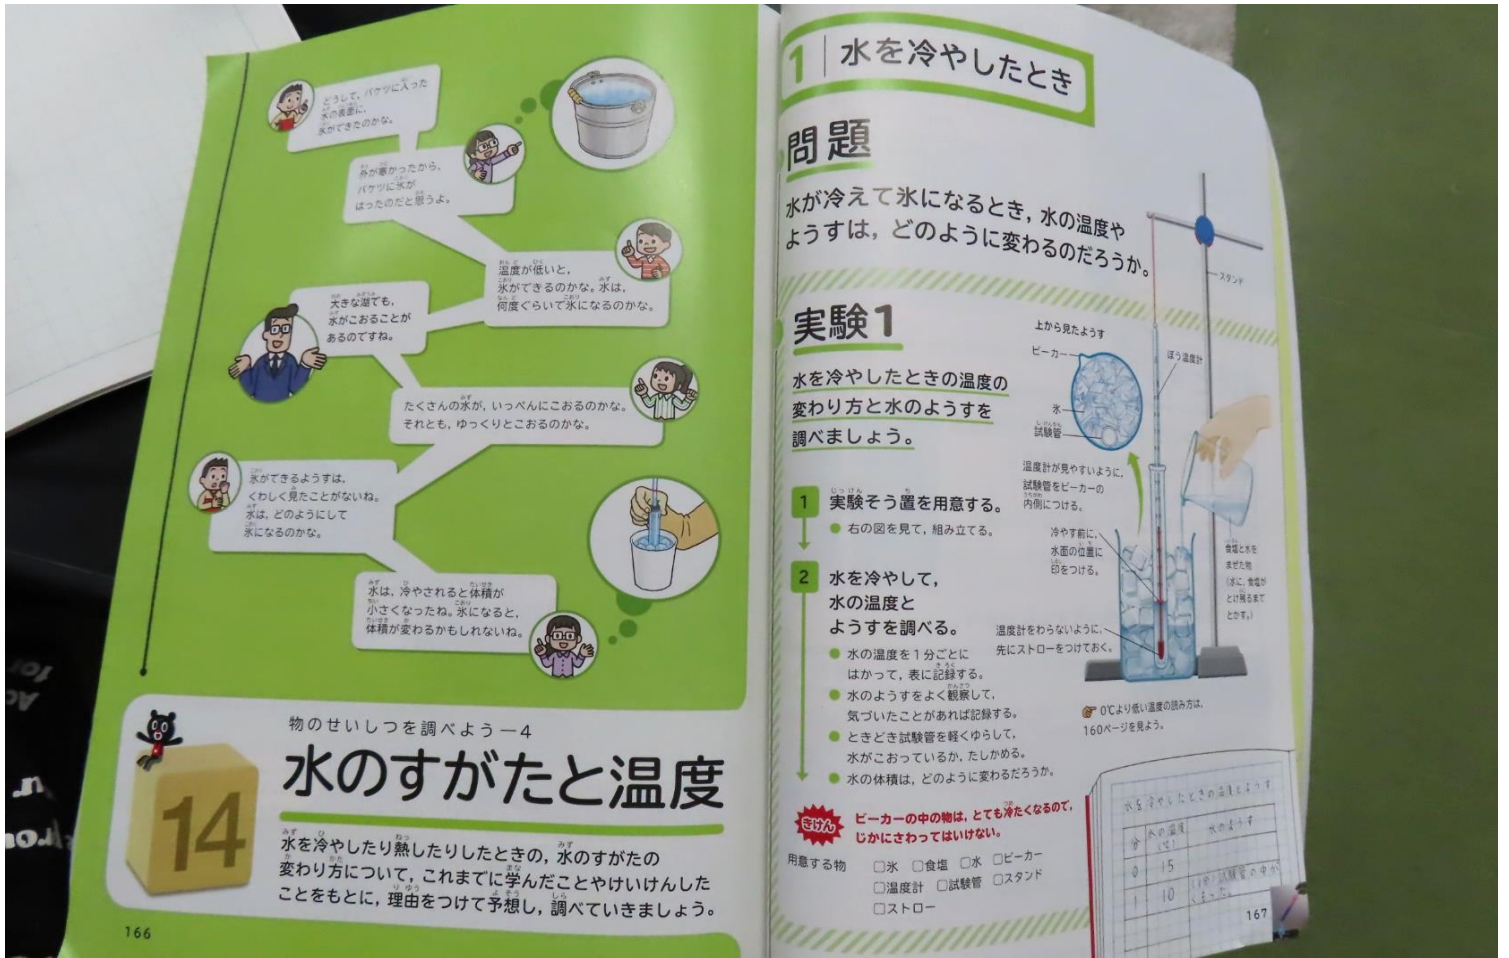 どうして，バケツに入った
水の表面に，
氷ができたのかな。
外が寒かったから，
バケツに氷が
はったのだと思うよ。
温度が低いと，
氷ができるのかな。水は，
何度ぐらいで氷になるのかな。
大きな湖でも，
水がこおることが
あるのですね。
たくさんの水が，いっぺんにこおるのかな。
それとも，ゆっくりとこおるのかな。
氷ができるようすは，
くわしく見たことがないね。
水は，どのようにして
氷になるのかな。
水は，冷やされると体積が
小さくなったね。氷になると，
体積が変わるかもしれないね。
物のせいしつを調べよう－4
14
水のすがたと温度
水を冷やしたり熱したりしたときの，水のすがたの
変わり方について，これまでに学んだことやけいけんした
ことをもとに，理由をつけて予想し，調べていきましょう。
166
1 水を冷やしたとき
問題
水が冷えて氷になるとき，水の温度や
ようすは，どのように変わるのだろうか。
実験1
水を冷やしたときの温度の
変わり方と水のようすを
調べましょう。
1 実験そう置を用意する。
●右の図を見て，組み立てる。
2 水を冷やして，
水の温度と
ようすを調べる。
●水の温度を1分ごとに
はかって，表に記録する。
●水のようすをよく観察して，
気づいたことがあれば記録する。
●ときどき試験管を軽くゆらして，
水がこおっているか，たしかめる。
●水の体積は，どのように変わるだろうか。
スタンド
上から見たようす
ビーカー
ぼう温度計
氷
試験管
温度計が見やすいように，
試験管をビーカーの
内側につける。
冷やす前に，
水面の位置に
印をつける。
食塩と水を
まぜた物
(水に，食塩が
とけ残るまで
とかす。)
温度計をわらないように，
先にストローをつけておく。
0℃より低い温度の読み方は，
160ページを見よう。
きけん
ビーカーの中の物は，とても冷たくなるので，
じかにさわってはいけない。
用意する物
□氷 □食塩 □水 □ビーカー
□温度計 □試験管 □スタンド
□ストロー
水を冷やしたときの温度とようす
分 水の温度(℃) 水のようす
0 15
1 10
167